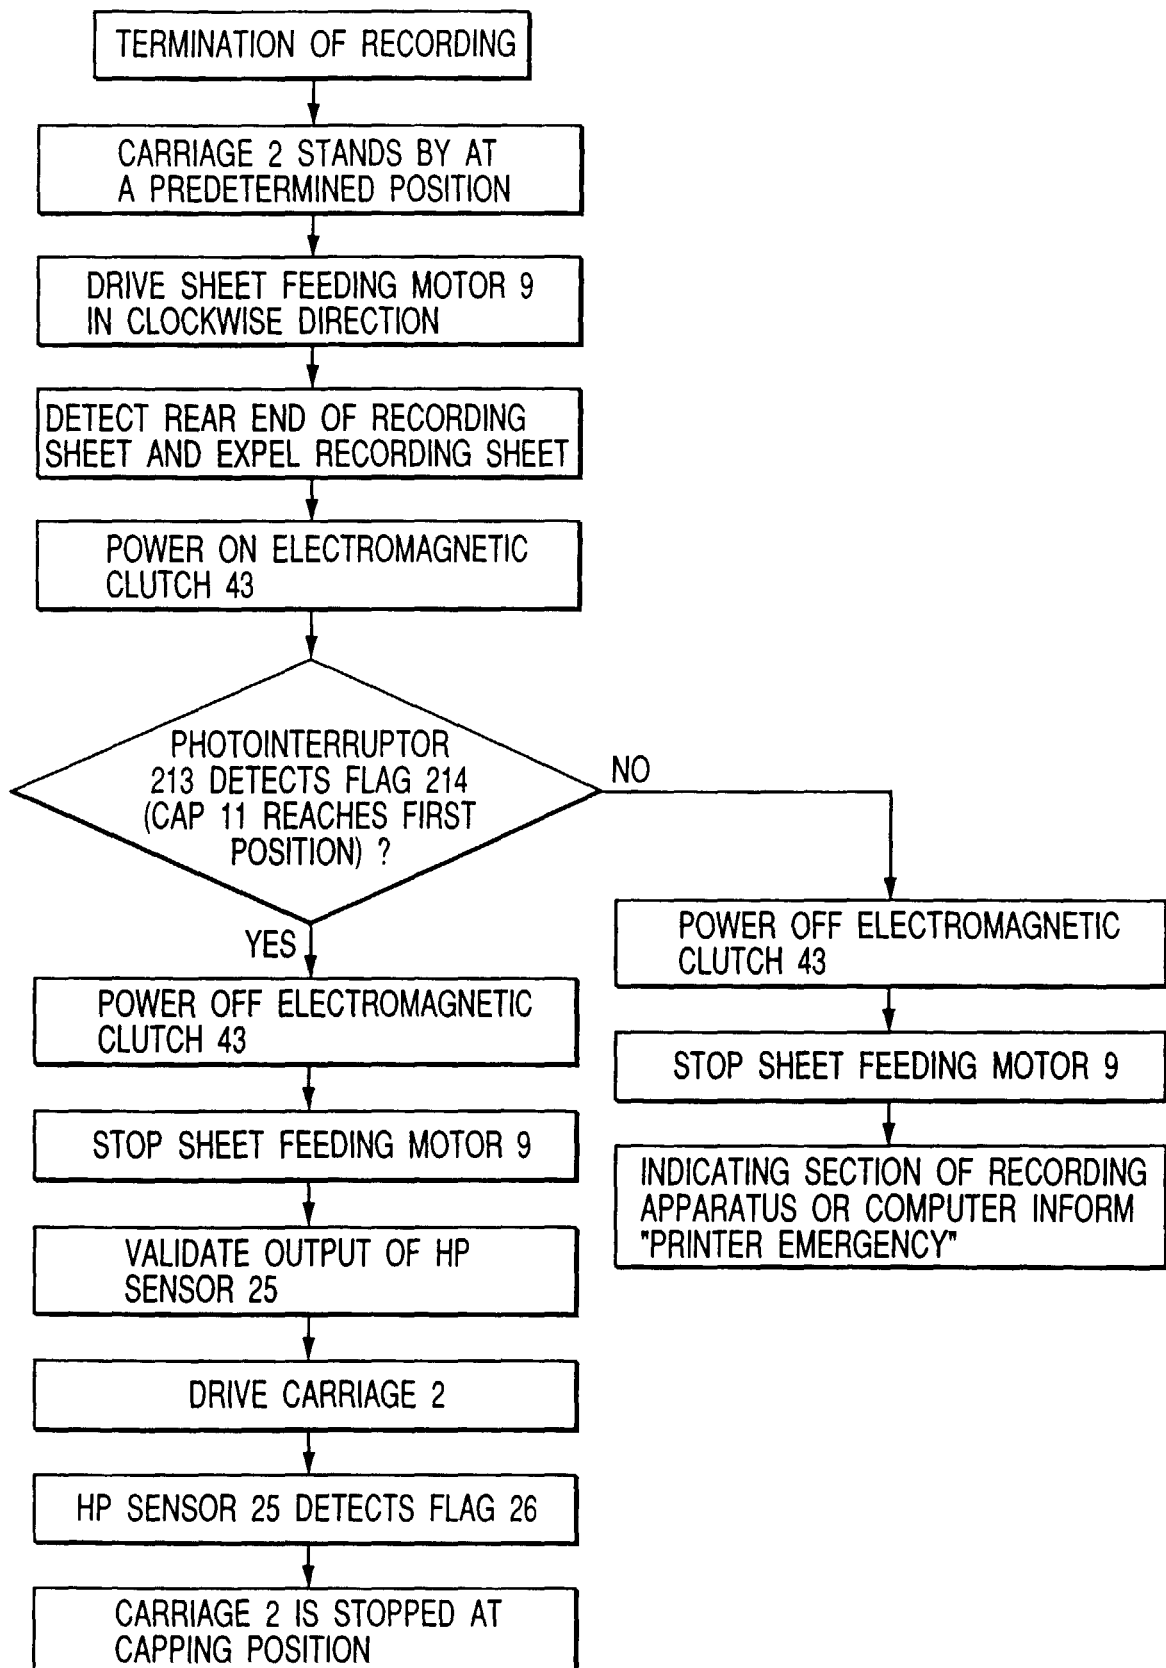 TERMINATION OF RECORDING
CARRIAGE 2 STANDS BY AT
A PREDETERMINED POSITION
DRIVE SHEET FEEDING MOTOR 9
IN CLOCKWISE DIRECTION
DETECT REAR END OF RECORDING
SHEET AND EXPEL RECORDING SHEET
POWER ON ELECTROMAGNETIC
CLUTCH 43
PHOTOINTERRUPTOR
213 DETECTS FLAG 214
(CAP 11 REACHES FIRST
POSITION) ?
NO
YES
POWER OFF ELECTROMAGNETIC
CLUTCH 43
STOP SHEET FEEDING MOTOR 9
VALIDATE OUTPUT OF HP
SENSOR 25
DRIVE CARRIAGE 2
HP SENSOR 25 DETECTS FLAG 26
CARRIAGE 2 IS STOPPED AT
CAPPING POSITION
POWER OFF ELECTROMAGNETIC
CLUTCH 43
STOP SHEET FEEDING MOTOR 9
INDICATING SECTION OF RECORDING
APPARATUS OR COMPUTER INFORM
"PRINTER EMERGENCY"